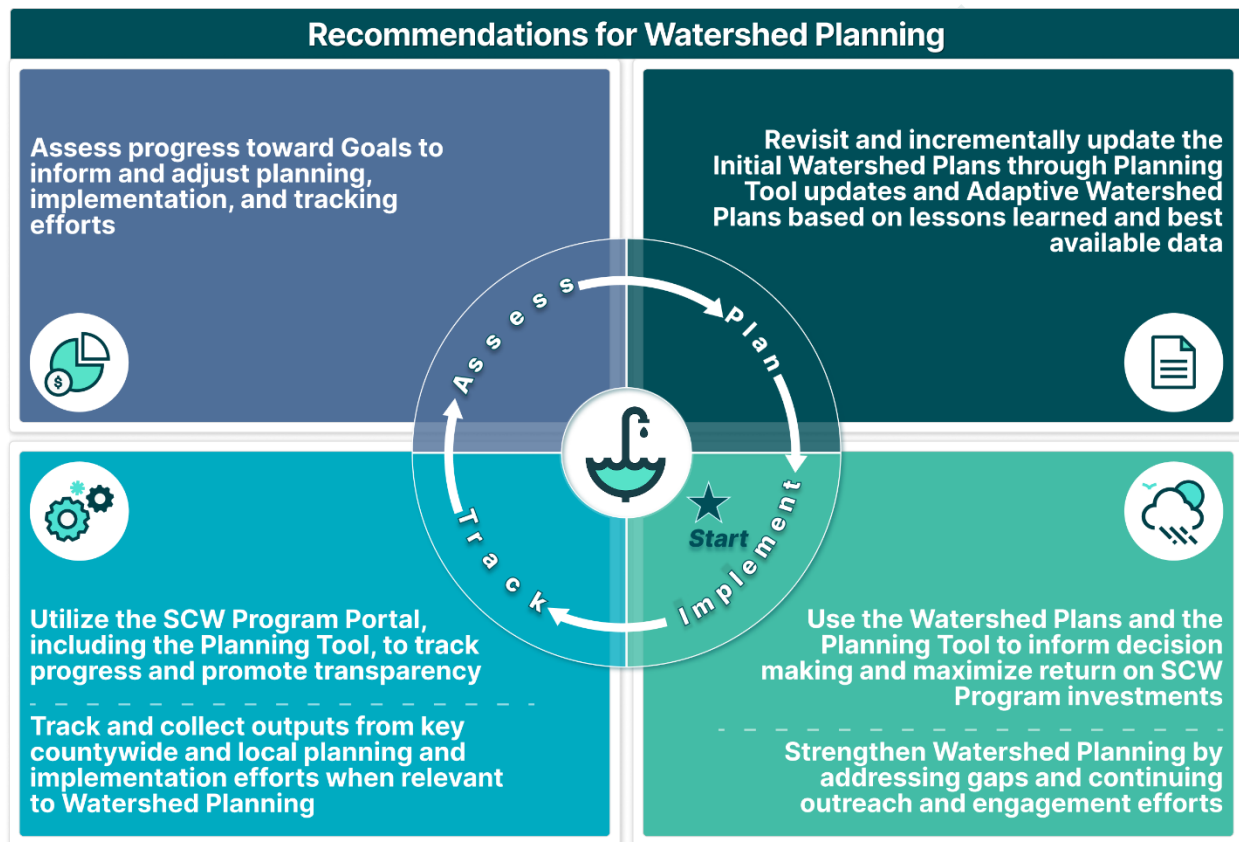 Recommendations for Watershed Planning
Assess progress toward Goals to
inform and adjust planning,
implementation, and tracking
efforts
Revisit and incrementally update the
Initial Watershed Plans through Planning
Tool updates and Adaptive Watershed
Plans based on lessons learned and best
available data
Assess
Plan
$
Track
Implement
Start
Utilize the SCW Program Portal,
including the Planning Tool, to track
progress and promote transparency
Track and collect outputs from key
countywide and local planning and
implementation efforts when relevant
to Watershed Planning
Use the Watershed Plans and the
Planning Tool to inform decision
making and maximize return on SCW
Program investments
Strengthen Watershed Planning by
addressing gaps and continuing
outreach and engagement efforts